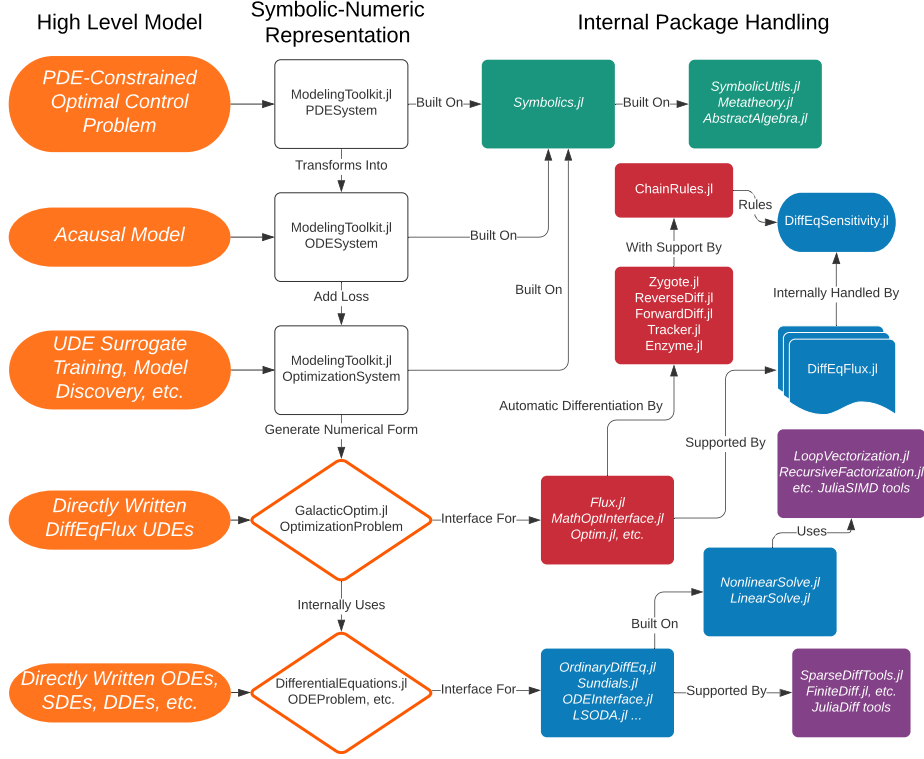 High Level Model
Symbolic-Numeric
Representation
Internal Package Handling
PDE-Constrained
Optimal Control
Problem
ModelingToolkit.jl
PDESystem
Built On
Symbolics.jl
Built On
SymbolicUtils.jl
Metatheory.jl
AbstractAlgebra.jl
Transforms Into
ChainRules.jl
Rules
DiffEqSensitivity.jl
Acausal Model
ModelingToolkit.jl
ODESystem
Built On
With Support By
Zygote.jl
ReverseDiff.jl
ForwardDiff.jl
Tracker.jl
Enzyme.jl
Built On
Internally Handled By
Add Loss
UDE Surrogate
Training, Model
Discovery, etc.
ModelingToolkit.jl
OptimizationSystem
DiffEqFlux.jl
Automatic Differentiation By
Generate Numerical Form
Supported By
LoopVectorization.jl
RecursiveFactorization.jl
etc. JuliaSIMD tools
Directly Written
DiffEqFlux UDEs
GalacticOptim.jl
OptimizationProblem
Interface For
Flux.jl
MathOptInterface.jl
Optim.jl, etc.
Uses
NonlinearSolve.jl
LinearSolve.jl
Internally Uses
Built On
Directly Written ODEs,
SDEs, DDEs, etc.
DifferentialEquations.jl
ODEProblem, etc.
Interface For
OrdinaryDiffEq.jl
Sundials.jl
ODEInterface.jl
LSODA.jl ...
Supported By
SparseDiffTools.jl
FiniteDiff.jl, etc.
JuliaDiff tools